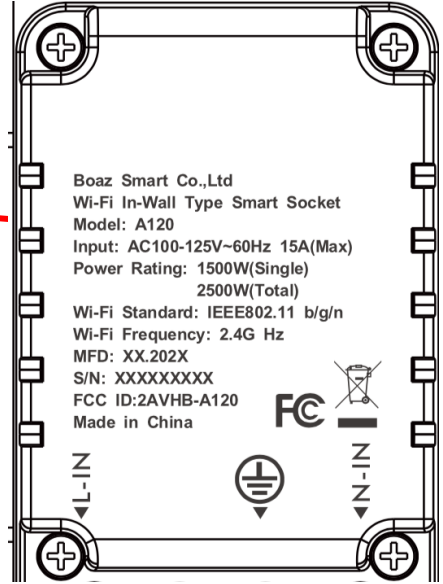 Boaz Smart Co.,Ltd
Wi-Fi In-Wall Type Smart Socket
Model: A120
Input: AC100-125V~60Hz 15A(Max)
Power Rating: 1500W(Single)
2500W(Total)
Wi-Fi Standard: IEEE802.11 b/g/n
Wi-Fi Frequency: 2.4G Hz
MFD: XX.202X
S/N: XXXXXXXXX
FCC ID:2AVHB-A120
Made in China
FC
L-IN
N-IN